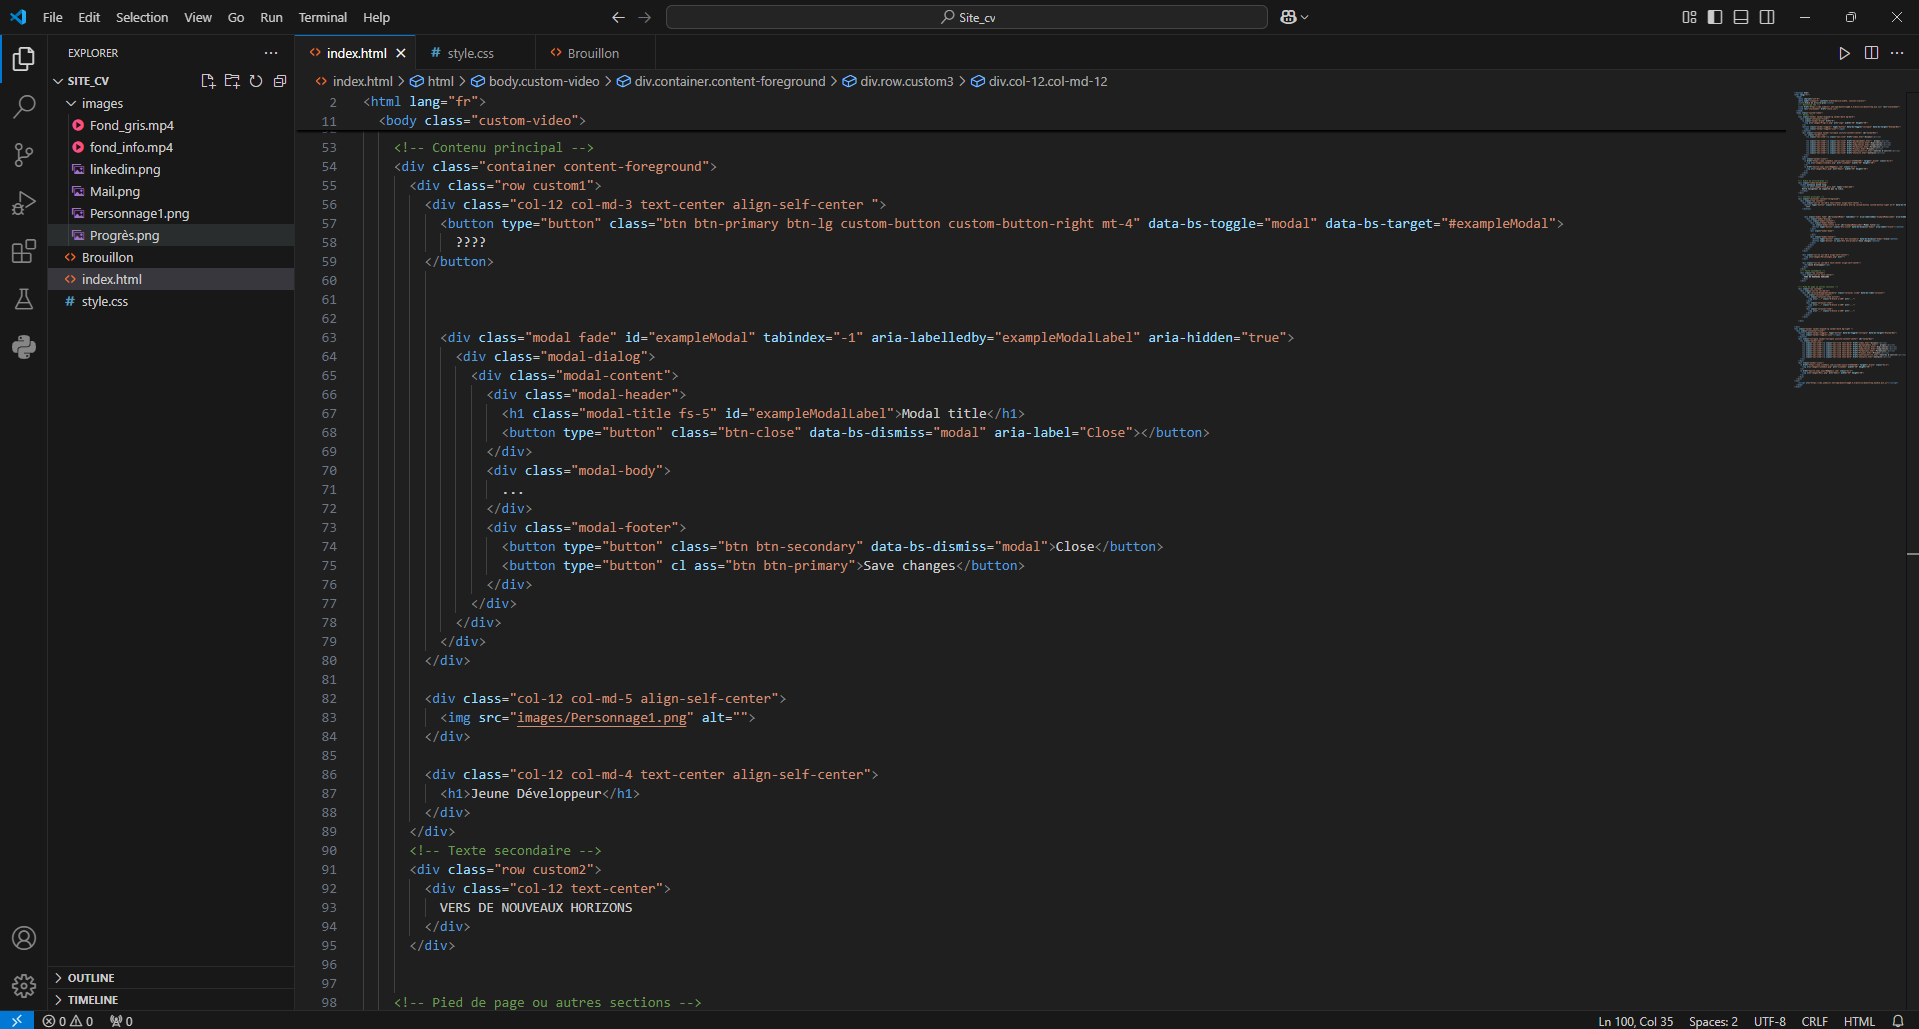 File Edit Selection View Go Run Terminal Help
Site_cv
EXPLORER
SITE_CV
images
Fond_gris.mp4
fond_info.mp4
linkedin.png
Mail.png
Personnage1.png
Progrès.png
Brouillon
index.html
style.css
OUTLINE
TIMELINE
index.html
style.css
Brouillon
index.html > html > body.custom-video > div.container.content-foreground > div.row.custom3 > div.col-12.col-md-12
2 <html lang="fr">
11 <body class="custom-video">
53 <!-- Contenu principal -->
54 <div class="container content-foreground">
55 <div class="row custom1">
56 <div class="col-12 col-md-3 text-center align-self-center ">
57 <button type="button" class="btn btn-primary btn-lg custom-button custom-button-right mt-4" data-bs-toggle="modal" data-bs-target="#exampleModal">
58 ????
59 </button>
60
61
62
63 <div class="modal fade" id="exampleModal" tabindex="-1" aria-labelledby="exampleModalLabel" aria-hidden="true">
64 <div class="modal-dialog">
65 <div class="modal-content">
66 <div class="modal-header">
67 <h1 class="modal-title fs-5" id="exampleModalLabel">Modal title</h1>
68 <button type="button" class="btn-close" data-bs-dismiss="modal" aria-label="Close"></button>
69 </div>
70 <div class="modal-body">
71 ...
72 </div>
73 <div class="modal-footer">
74 <button type="button" class="btn btn-secondary" data-bs-dismiss="modal">Close</button>
75 <button type="button" cl ass="btn btn-primary">Save changes</button>
76 </div>
77 </div>
78 </div>
79 </div>
80 </div>
81
82 <div class="col-12 col-md-5 align-self-center">
83 <img src="images/Personnage1.png" alt="">
84 </div>
85
86 <div class="col-12 col-md-4 text-center align-self-center">
87 <h1>Jeune Développeur</h1>
88 </div>
89 </div>
90 <!-- Texte secondaire -->
91 <div class="row custom2">
92 <div class="col-12 text-center">
93 VERS DE NOUVEAUX HORIZONS
94 </div>
95 </div>
96
97
98 <!-- Pied de page ou autres sections -->
0 0 0
Ln 100, Col 35 Spaces: 2 UTF-8 CRLF HTML